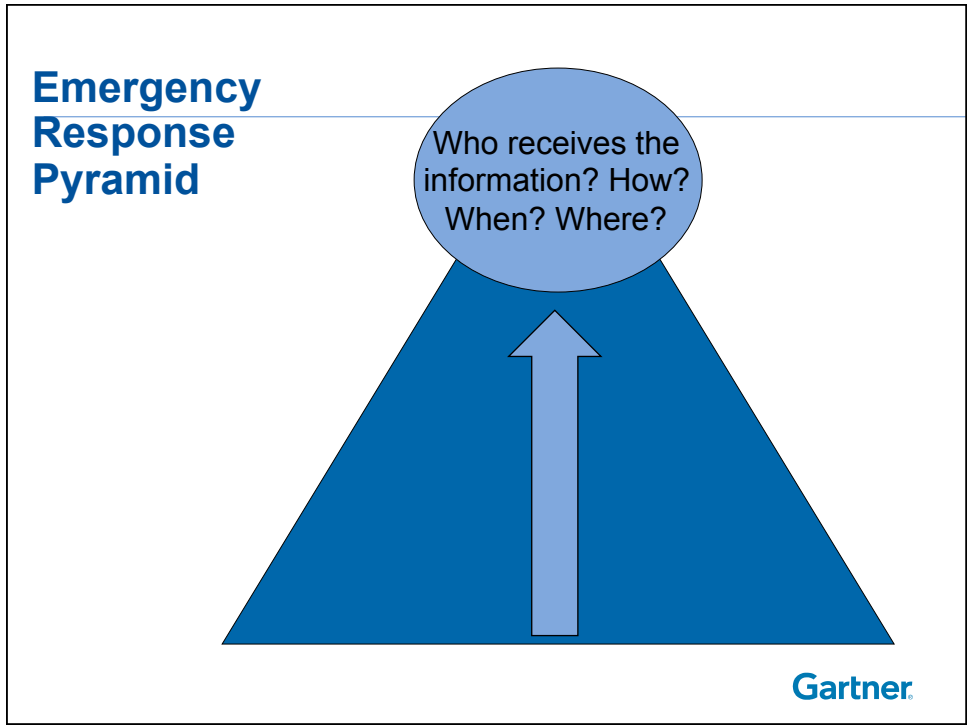 Emergency
Response
Pyramid
Who receives the
information? How?
When? Where?
Gartner®